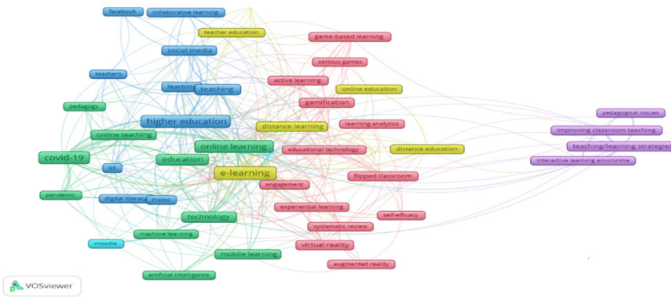 facebook
collaborative learning
teacher education
game-based learning
social media
serious games
teachers
active learning
learning
teaching
online education
gamification
pedagogy
pedagogical issues
higher education
learning analytics
distance learning
improving classroom teaching
online teaching
online learning
educational technology
distance education
teaching/learning strategies
covid-19
education
interactive learning environme
ict
e-learning
flipped classroom
engagement
pandemic
digital literacy
experiential learning
technology
self-efficacy
systematic review
machine learning
moodle
virtual reality
mobile learning
augmented reality
artificial intelligence
VOSviewer